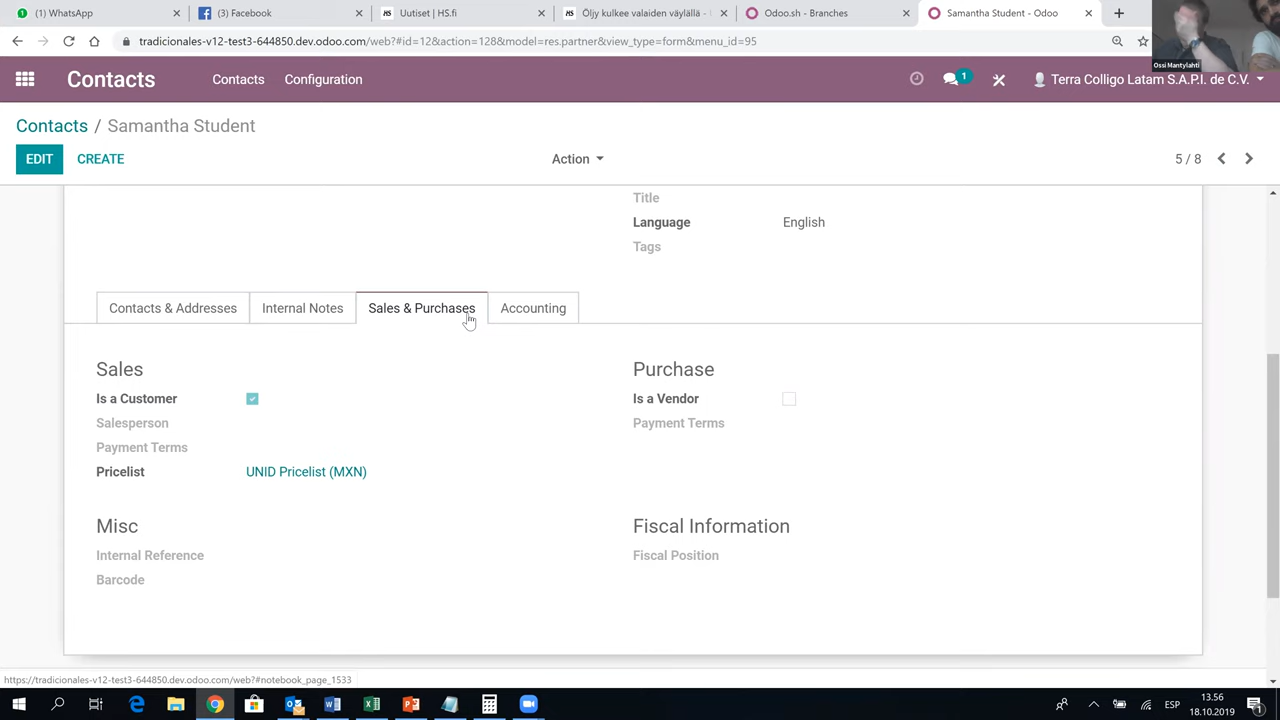 (1) WhatsApp
(3) Facebook
HS Uutiset | HS.fi
HS Öljy kulkee valaiden väylällä -
Odoo.sh - Branches
Samantha Student - Odoo
tradicionales-v12-test3-644850.dev.odoo.com/web?#id=12&action=128&model=res.partner&view_type=form&menu_id=95
Ossi Mantylahti
Contacts
Contacts
Configuration
1
Terra Colligo Latam S.A.P.I. de C.V.
Contacts / Samantha Student
EDIT
CREATE
Action
5 / 8
Title
Language English
Tags
Contacts & Addresses
Internal Notes
Sales & Purchases
Accounting
Sales
Is a Customer
Salesperson
Payment Terms
Pricelist UNID Pricelist (MXN)
Purchase
Is a Vendor
Payment Terms
Misc
Internal Reference
Barcode
Fiscal Information
Fiscal Position
https://tradicionales-v12-test3-644850.dev.odoo.com/web?#notebook_page_1533
ESP
13.56
18.10.2019
1